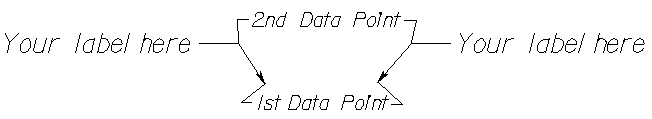 2nd Data Point
Your label here
Your label here
1st Data Point